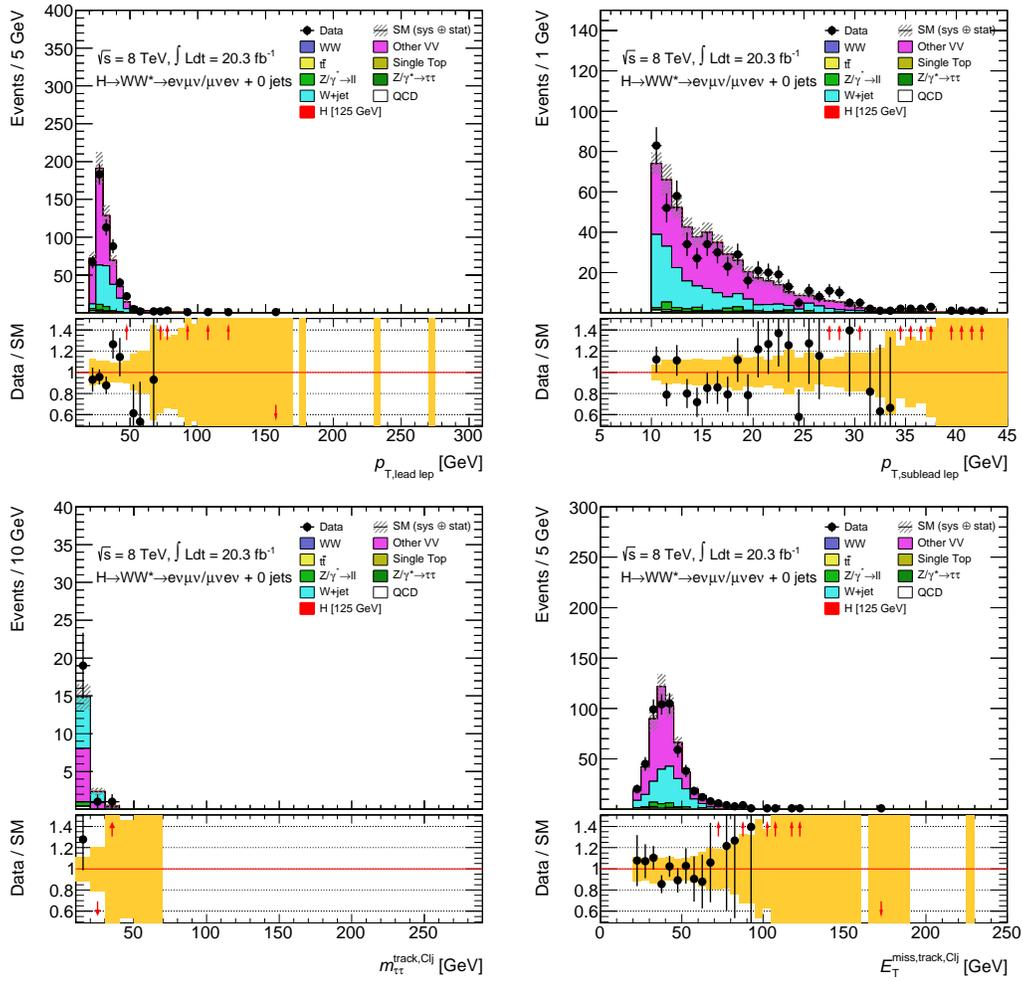 Events / 5 GeV
400
350
300
250
200
150
100
50
√s = 8 TeV, ∫ Ldt = 20.3 fb⁻¹
H→WW*→eνμν/μνeν + 0 jets
Data
SM (sys ⊕ stat)
WW
Other VV
tt̄
Single Top
Z/γ*→ll
Z/γ*→ττ
W+jet
QCD
H [125 GeV]
Data / SM
1.4
1.2
1
0.8
0.6
50 100 150 200 250 300
p_T,lead lep [GeV]
Events / 1 GeV
140
120
100
80
60
40
20
√s = 8 TeV, ∫ Ldt = 20.3 fb⁻¹
H→WW*→eνμν/μνeν + 0 jets
Data
SM (sys ⊕ stat)
WW
Other VV
tt̄
Single Top
Z/γ*→ll
Z/γ*→ττ
W+jet
QCD
H [125 GeV]
Data / SM
1.4
1.2
1
0.8
0.6
5 10 15 20 25 30 35 40 45
p_T,sublead lep [GeV]
Events / 10 GeV
40
35
30
25
20
15
10
5
√s = 8 TeV, ∫ Ldt = 20.3 fb⁻¹
H→WW*→eνμν/μνeν + 0 jets
Data
SM (sys ⊕ stat)
WW
Other VV
tt̄
Single Top
Z/γ*→ll
Z/γ*→ττ
W+jet
QCD
H [125 GeV]
Data / SM
1.4
1.2
1
0.8
0.6
50 100 150 200 250
m_ττ^track,Clj [GeV]
Events / 5 GeV
300
250
200
150
100
50
√s = 8 TeV, ∫ Ldt = 20.3 fb⁻¹
H→WW*→eνμν/μνeν + 0 jets
Data
SM (sys ⊕ stat)
WW
Other VV
tt̄
Single Top
Z/γ*→ll
Z/γ*→ττ
W+jet
QCD
H [125 GeV]
Data / SM
1.4
1.2
1
0.8
0.6
0 50 100 150 200 250
E_T^miss,track,Clj [GeV]